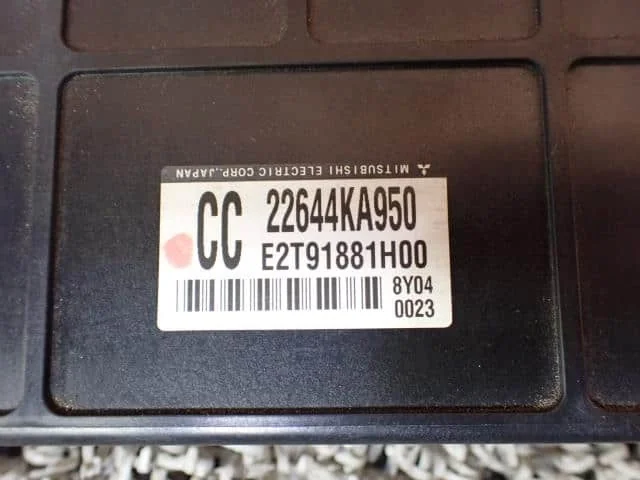 MITSUBISHI ELECTRIC CORP.,JAPAN
CC 22644KA950
E2T91881H00
8Y04
0023